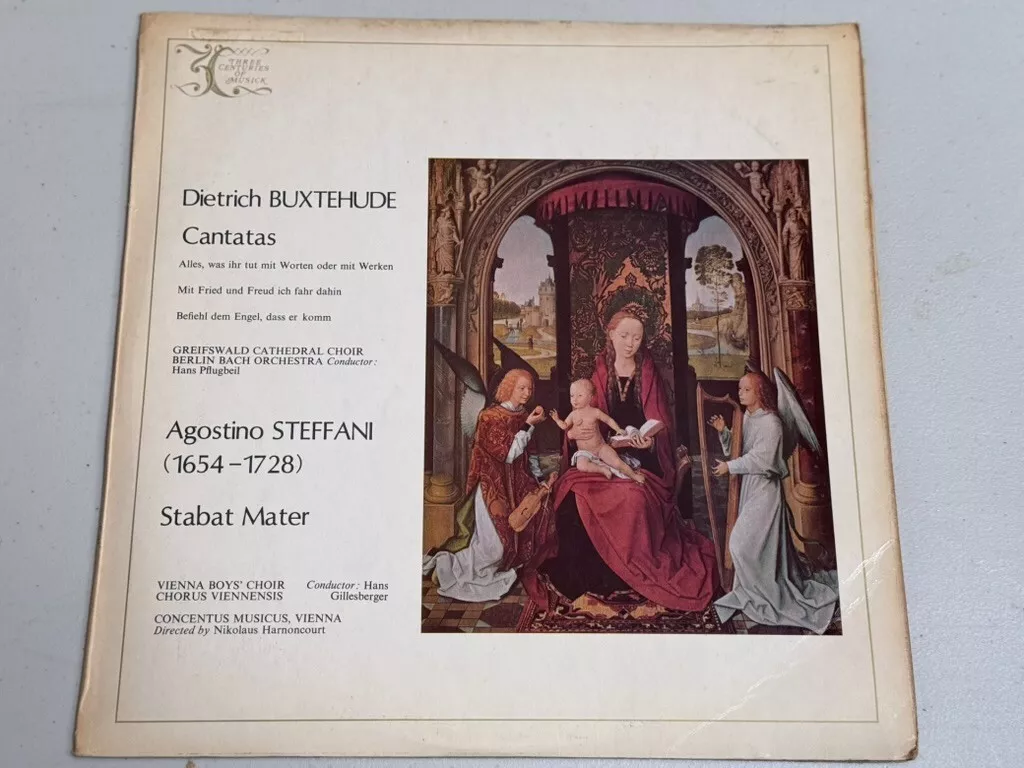 THREE
CENTURIES
OF
MUSICK
Dietrich BUXTEHUDE
Cantatas
Alles, was ihr tut mit Worten oder mit Werken
Mit Fried und Freud ich fahr dahin
Befiehl dem Engel, dass er komm
GREIFSWALD CATHEDRAL CHOIR
BERLIN BACH ORCHESTRA Conductor:
Hans Pflugbeil
Agostino STEFFANI
(1654–1728)
Stabat Mater
VIENNA BOYS' CHOIR Conductor: Hans
CHORUS VIENNENSIS Gillesberger
CONCENTUS MUSICUS, VIENNA
Directed by Nikolaus Harnoncourt